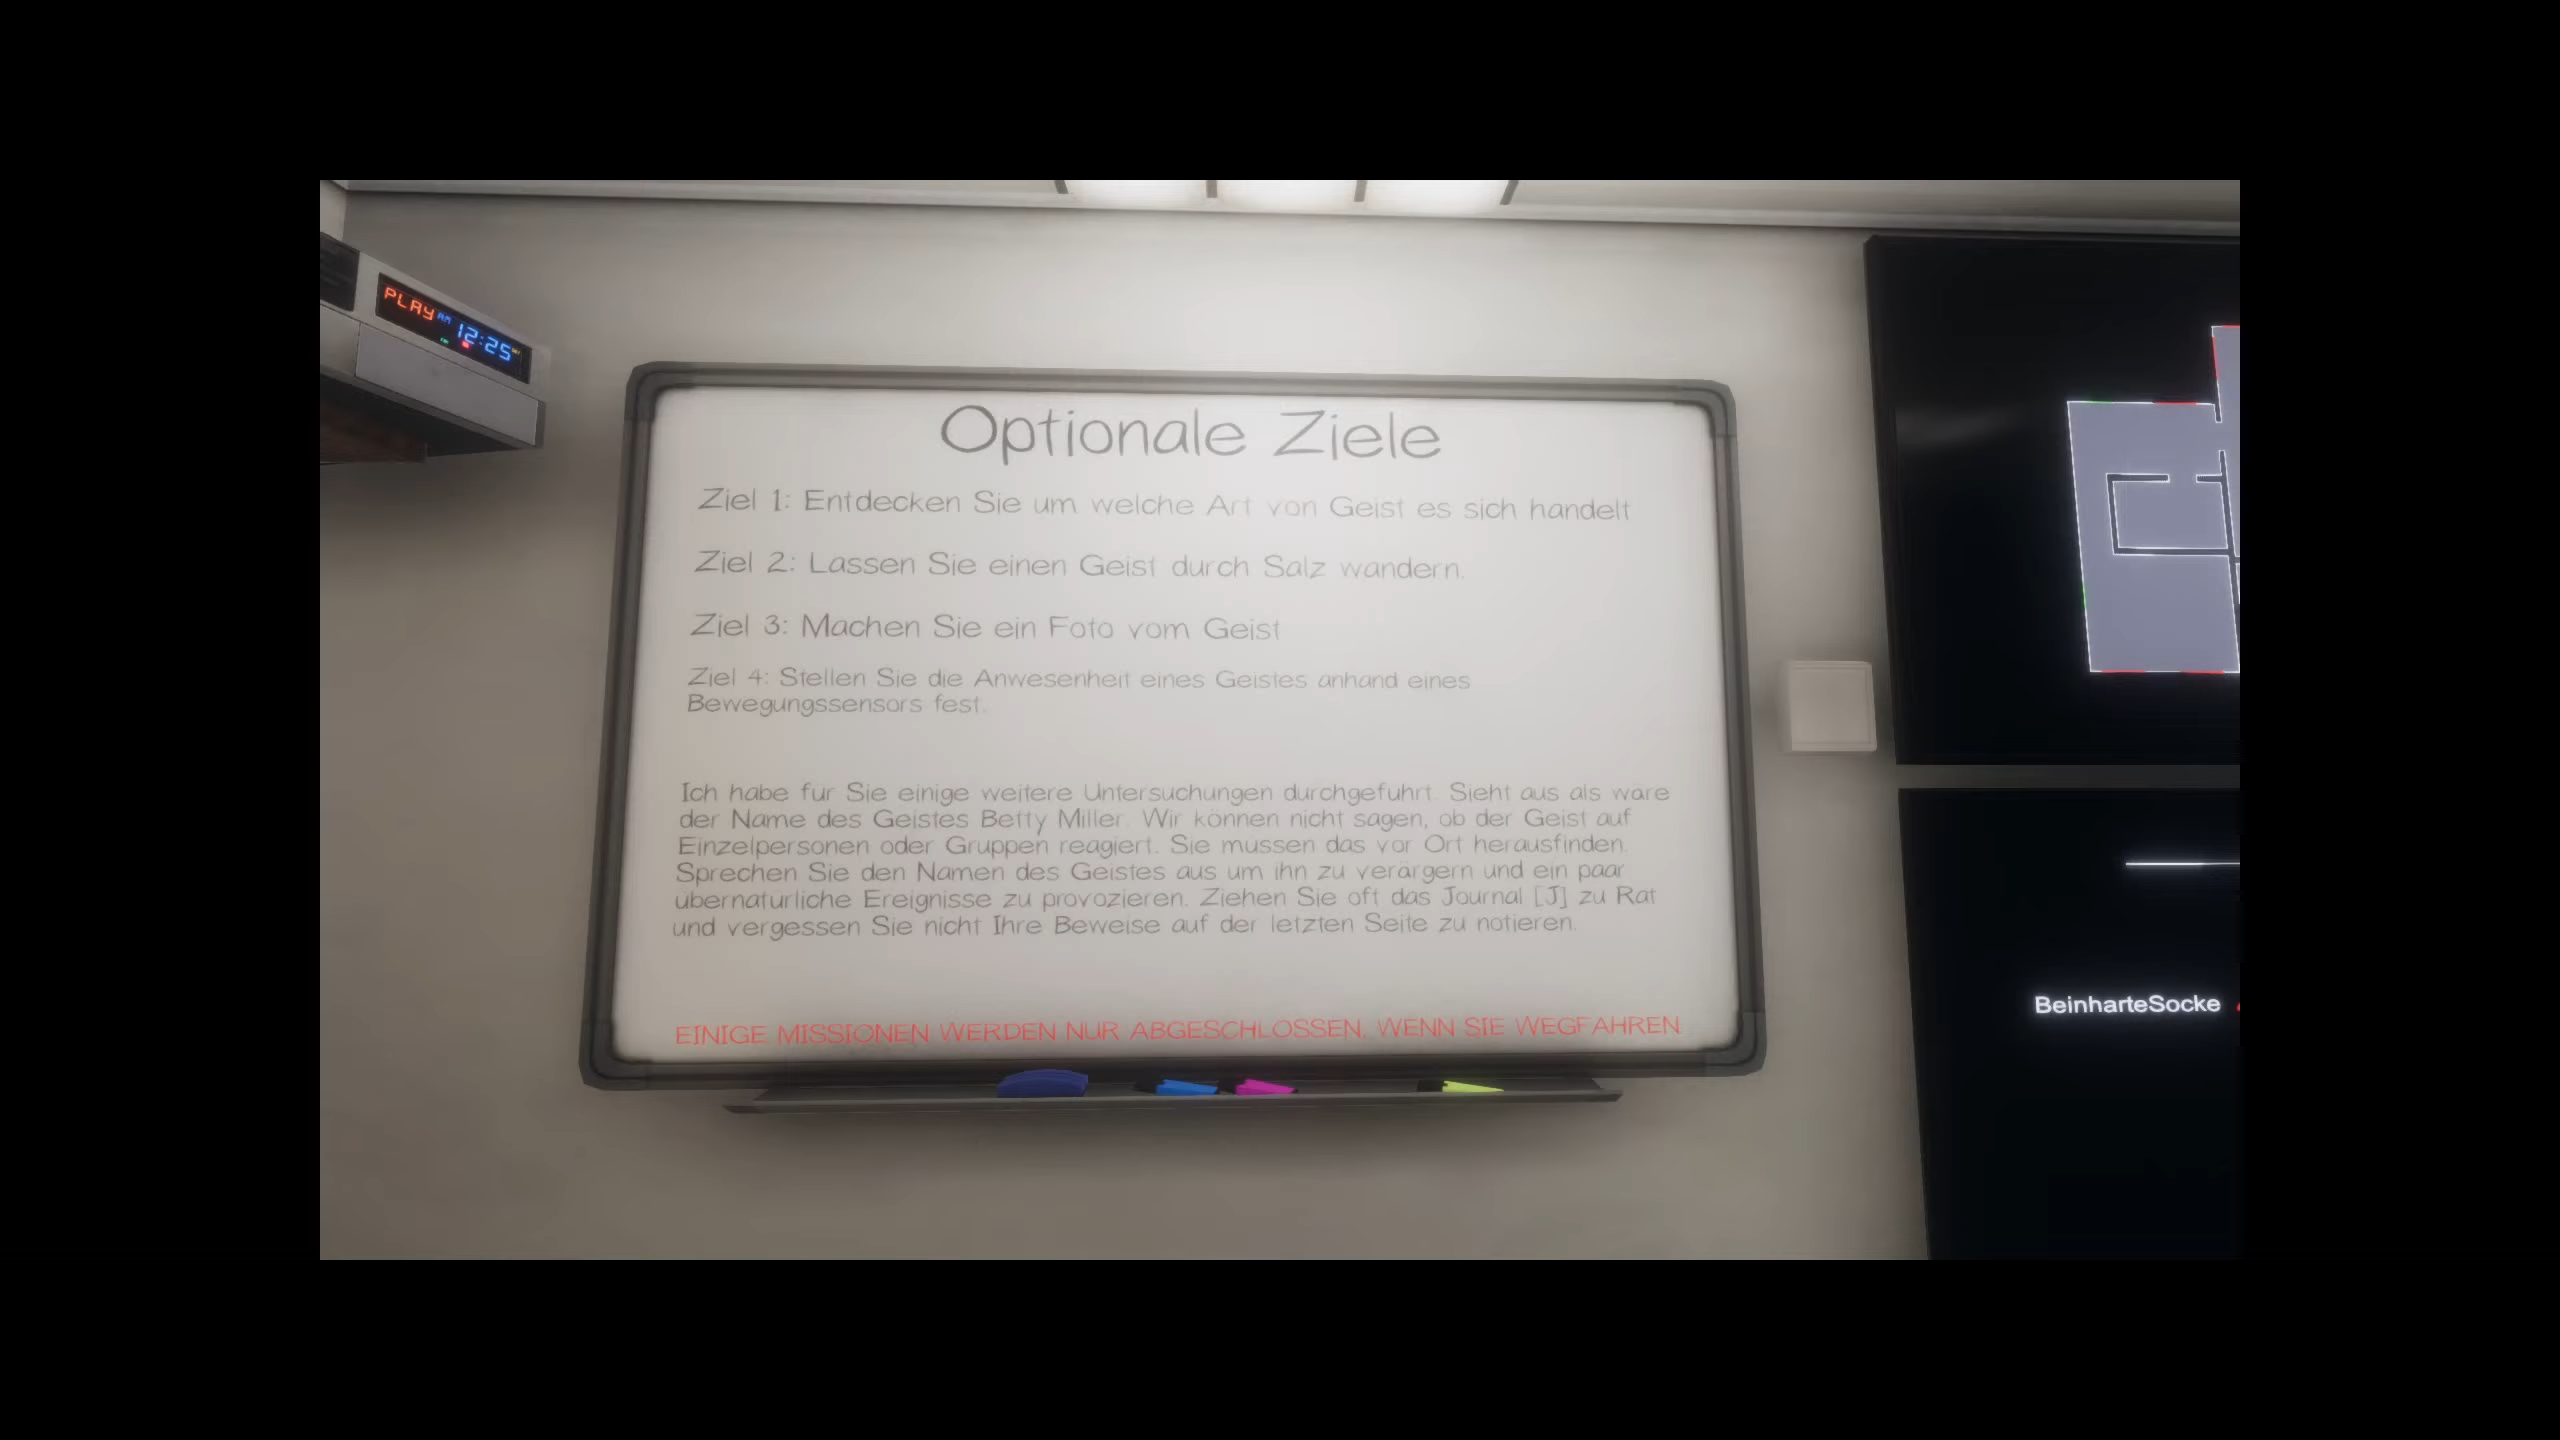 PLAY AM 12:25
Optionale Ziele
Ziel 1: Entdecken Sie um welche Art von Geist es sich handelt
Ziel 2: Lassen Sie einen Geist durch Salz wandern.
Ziel 3: Machen Sie ein Foto vom Geist
Ziel 4: Stellen Sie die Anwesenheit eines Geistes anhand eines
Bewegungssensors fest.
Ich habe fur Sie einige weitere Untersuchungen durchgefuhrt. Sieht aus als ware
der Name des Geistes Betty Miller. Wir können nicht sagen, ob der Geist auf
Einzelpersonen oder Gruppen reagiert. Sie mussen das vor Ort herausfinden.
Sprechen Sie den Namen des Geistes aus um ihn zu verärgern und ein paar
ubernaturliche Ereignisse zu provozieren. Ziehen Sie oft das Journal [J] zu Rat
und vergessen Sie nicht Ihre Beweise auf der letzten Seite zu notieren.
EINIGE MISSIONEN WERDEN NUR ABGESCHLOSSEN, WENN SIE WEGFAHREN
BeinharteSocke